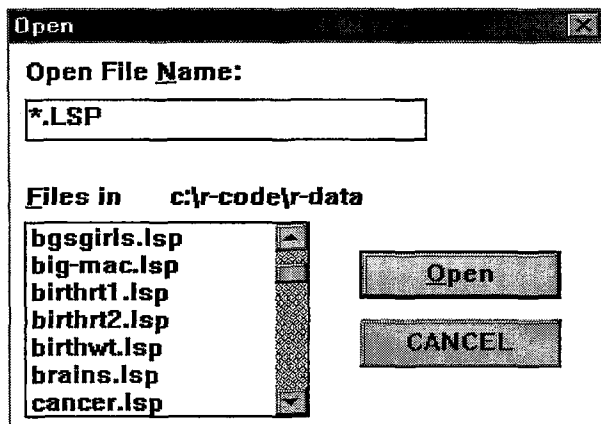 Open
Open File Name:
*.LSP
Files in c:\r-code\r-data
bgsgirls.lsp
big-mac.lsp
birthrt1.lsp
birthrt2.lsp
birthwt.lsp
brains.lsp
cancer.lsp
Open
CANCEL